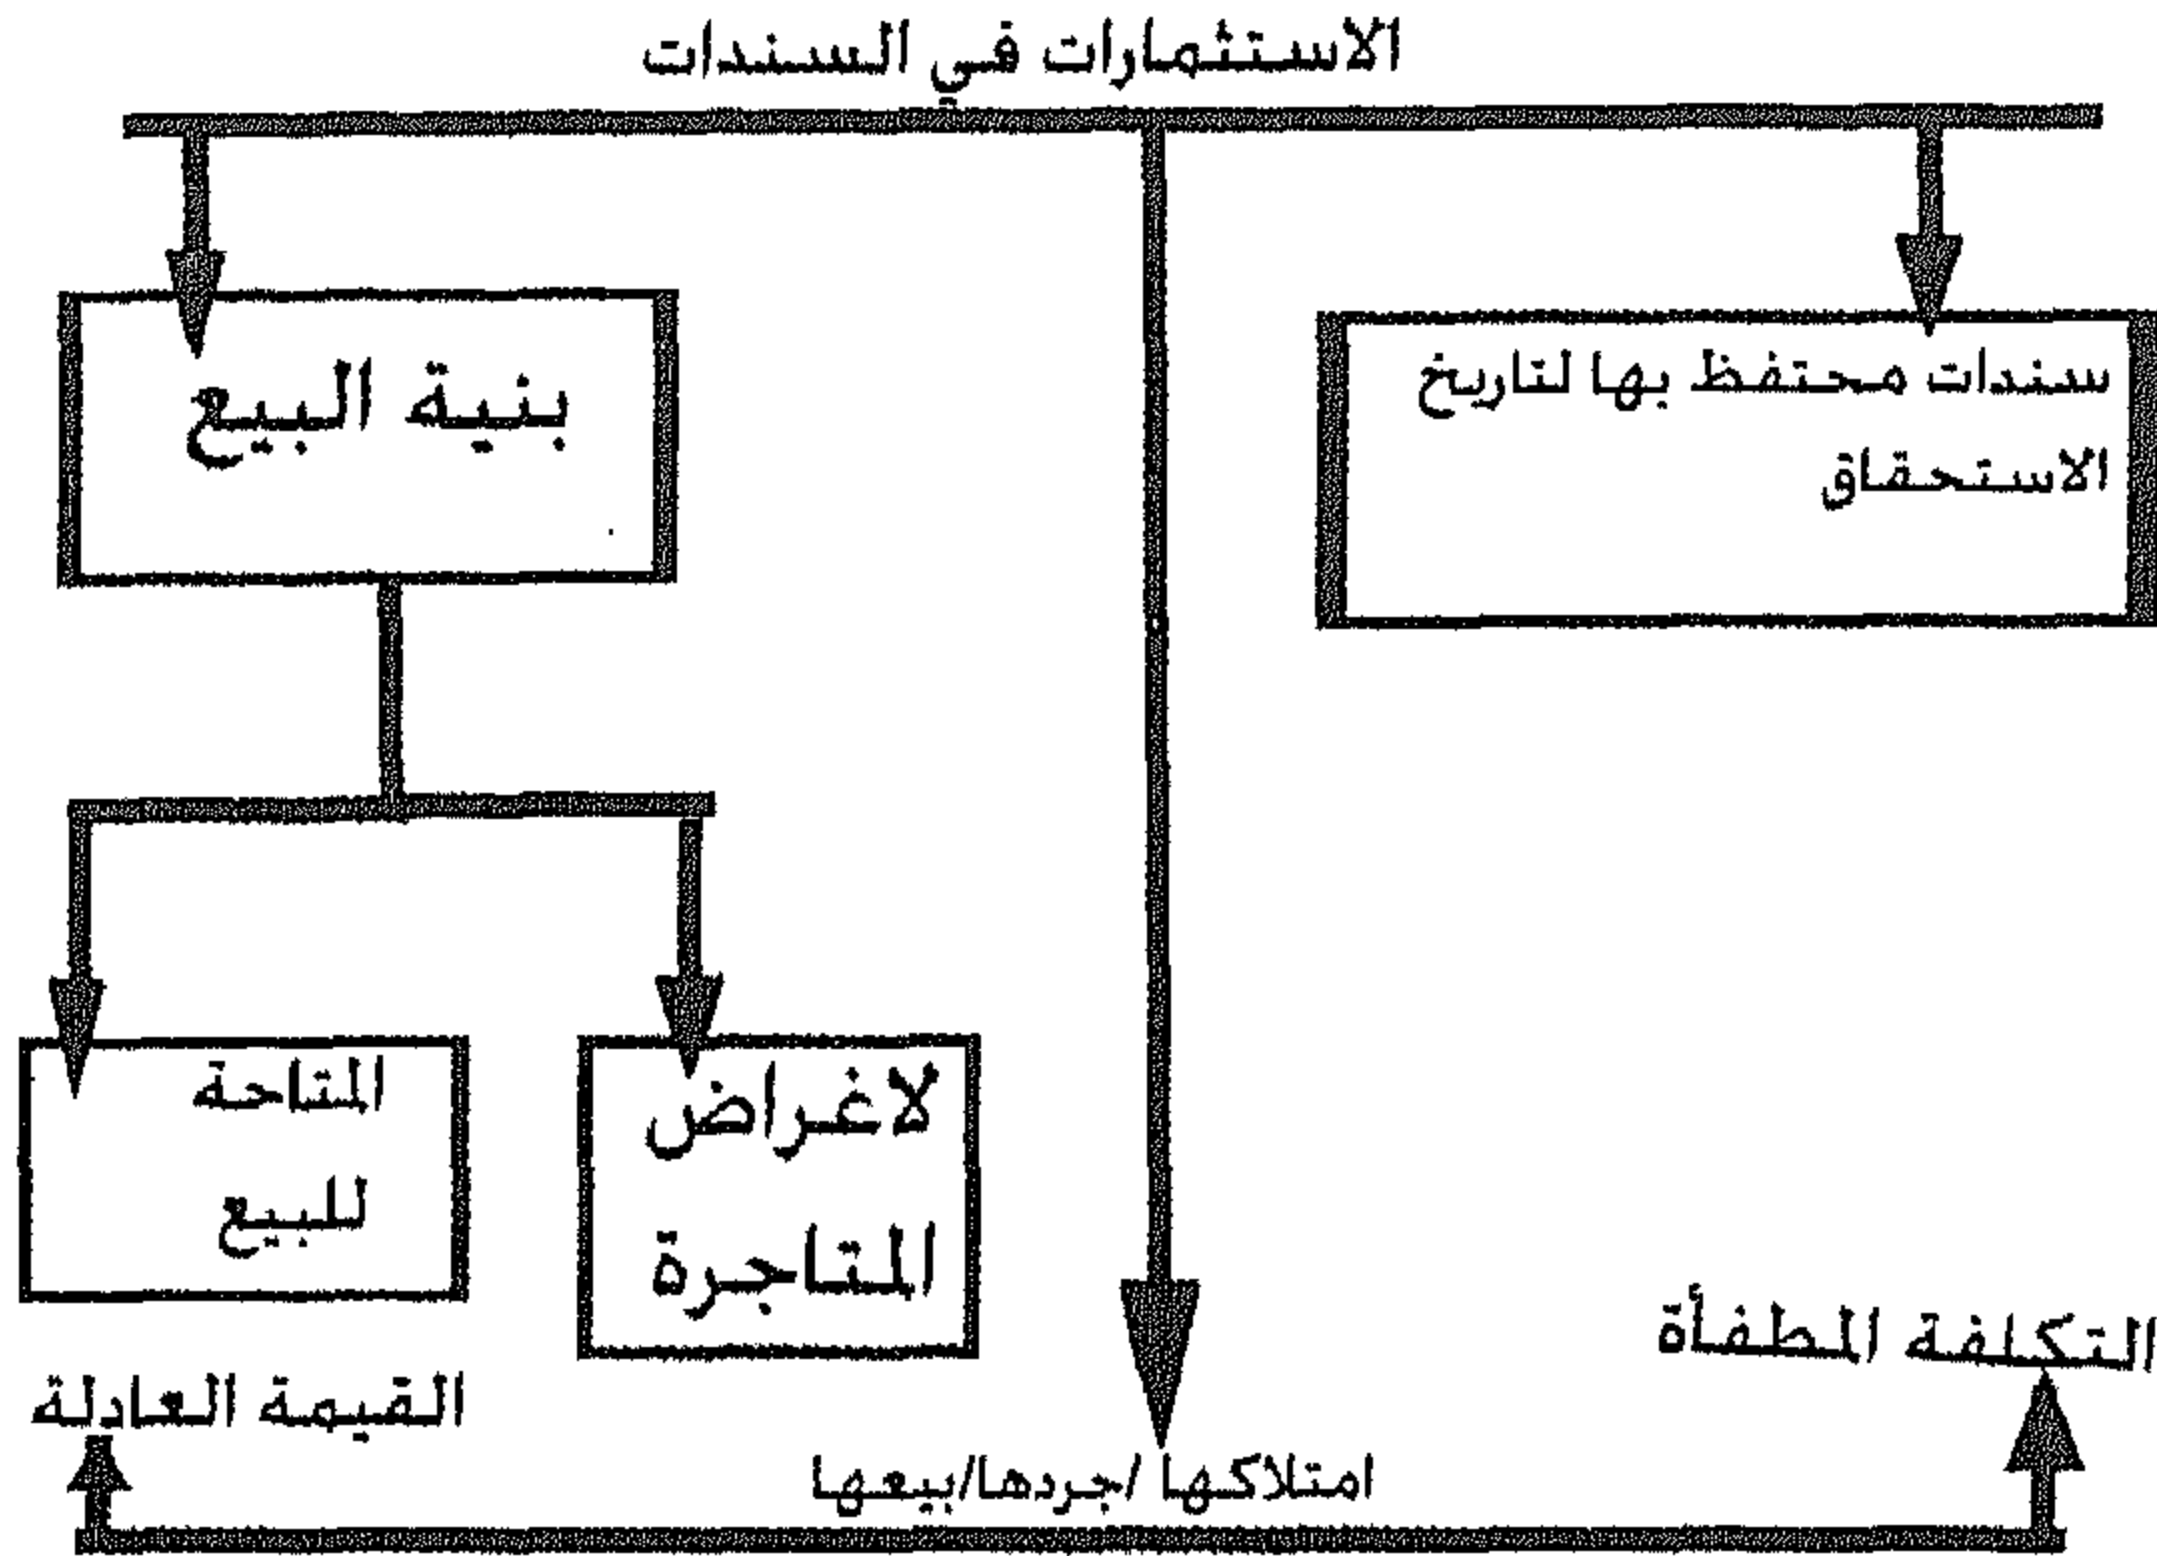 الاستثمارات في السندات
سندات محتفظ بها لتاريخ
الاستحقاق
بنية البيع
لاغراض
المتاجرة
المتاحة
للبيع
التكلفة المطفأة
القيمة العادلة
امتلاكها /جردها/بيعها